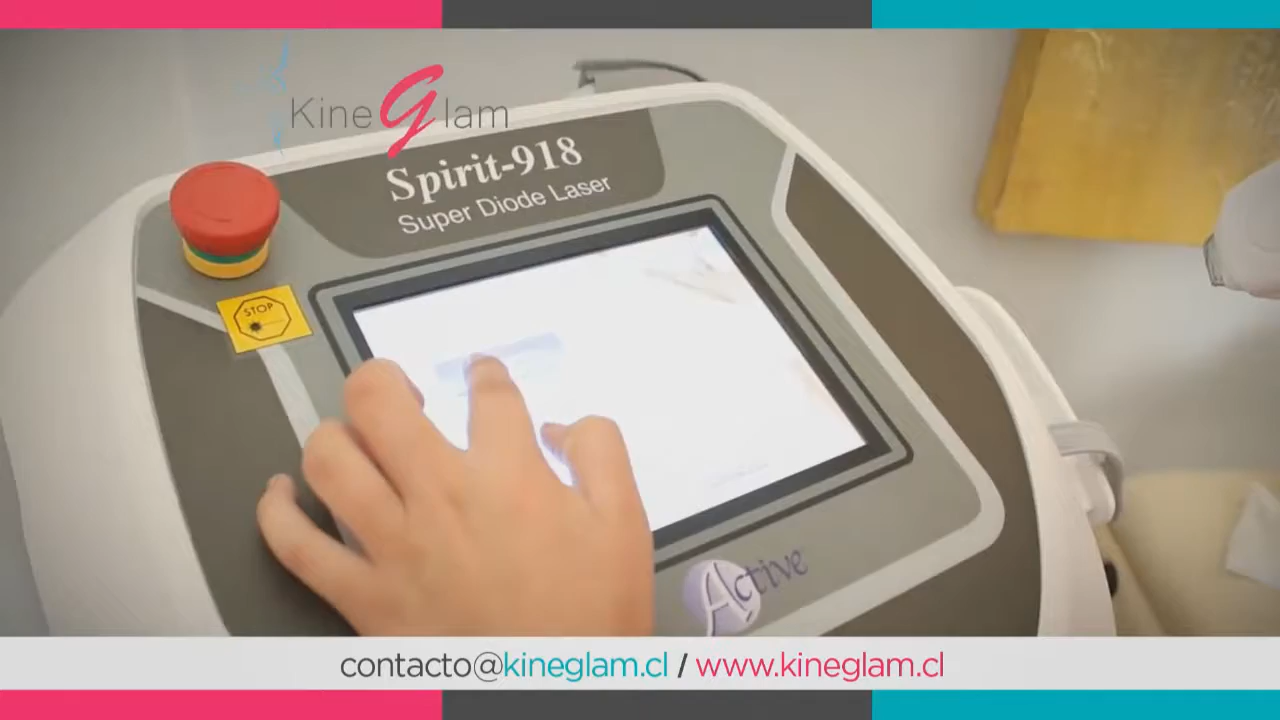 KineGlam
Spirit-918
Super Diode Laser
STOP
Active
contacto@kineglam.cl / www.kineglam.cl